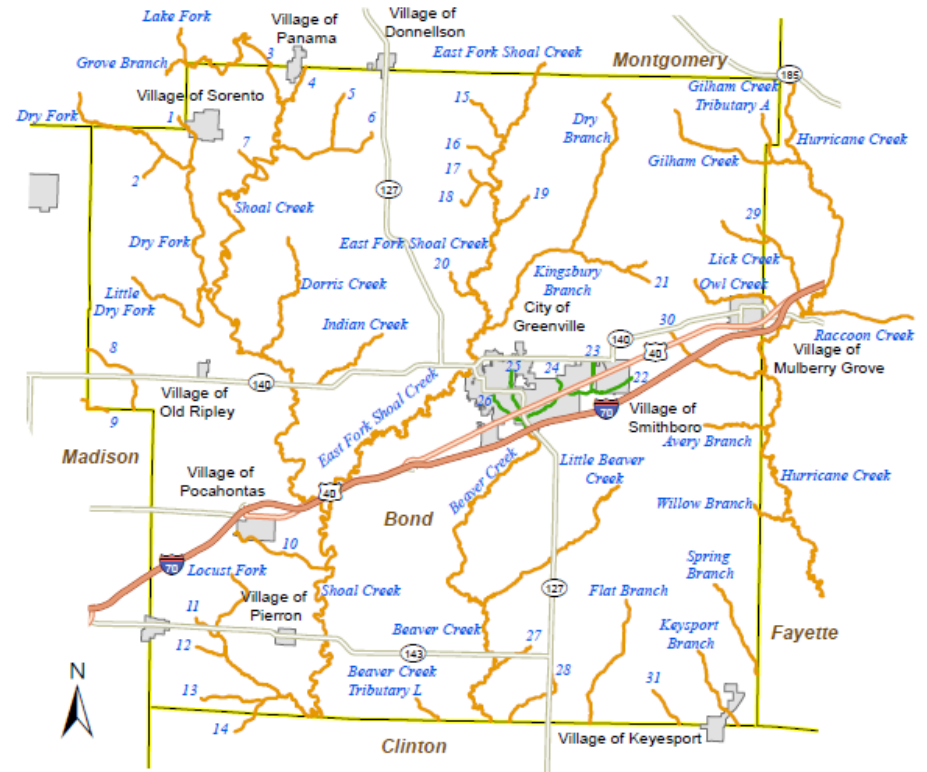 Lake Fork
Village of
Panama
Village of
Donnellson
3
East Fork Shoal Creek
Montgomery
Grove Branch
4
185
Village of Sorento
5
15
Gilham Creek
Tributary A
Dry Fork
1
6
Dry
Branch
Hurricane Creek
7
16
Gilham Creek
2
17
127
18
19
Shoal Creek
29
Dry Fork
East Fork Shoal Creek
Lick Creek
20
Kingsbury
Branch
21
Owl Creek
Little
Dry Fork
Dorris Creek
City of
Greenville
Indian Creek
30
Raccoon Creek
140
8
23
40
Village of
Mulberry Grove
25
24
22
140
Village of
Old Ripley
26
70
9
East Fork Shoal Creek
Village of
Smithboro
Avery Branch
Madison
Village of
Pocahontas
Beaver Creek
Little Beaver
Creek
Hurricane Creek
40
Willow Branch
Bond
10
70
Spring
Branch
Locust Fork
127
Shoal Creek
Flat Branch
11
Village of
Pierron
Beaver Creek
27
Keysport
Branch
Fayette
12
143
N
Beaver Creek
Tributary L
28
13
31
14
Clinton
Village of Keyesport